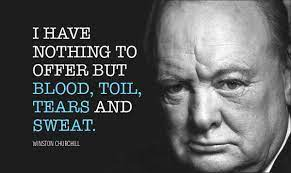 I HAVE
NOTHING TO
OFFER BUT
BLOOD, TOIL,
TEARS AND
SWEAT.
WINSTON CHURCHILL